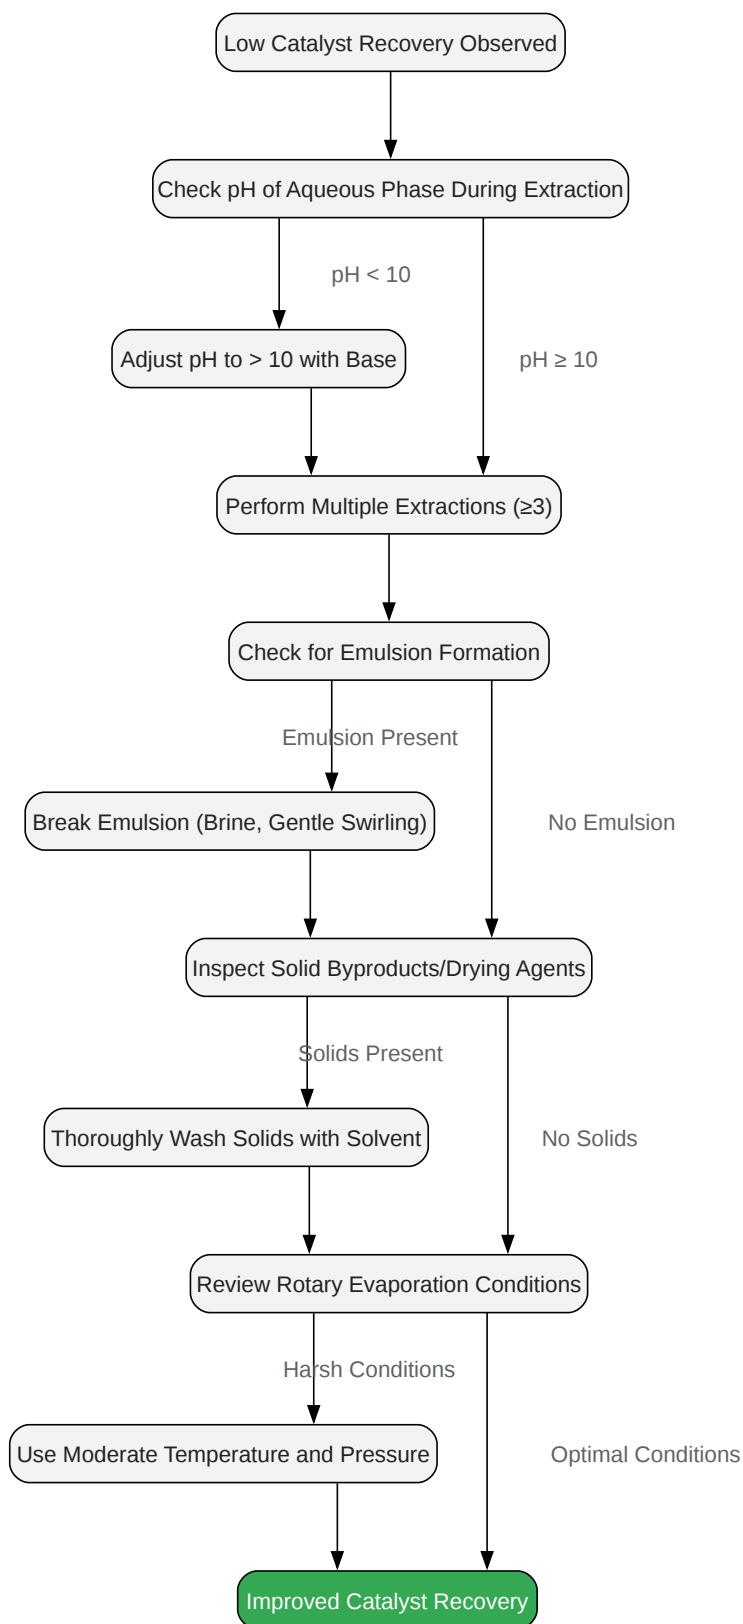 Low Catalyst Recovery Observed
Check pH of Aqueous Phase During Extraction
pH < 10
Adjust pH to > 10 with Base
pH ≥ 10
Perform Multiple Extractions (≥3)
Check for Emulsion Formation
Emulsion Present
Break Emulsion (Brine, Gentle Swirling)
No Emulsion
Inspect Solid Byproducts/Drying Agents
Solids Present
Thoroughly Wash Solids with Solvent
No Solids
Review Rotary Evaporation Conditions
Harsh Conditions
Use Moderate Temperature and Pressure
Optimal Conditions
Improved Catalyst Recovery